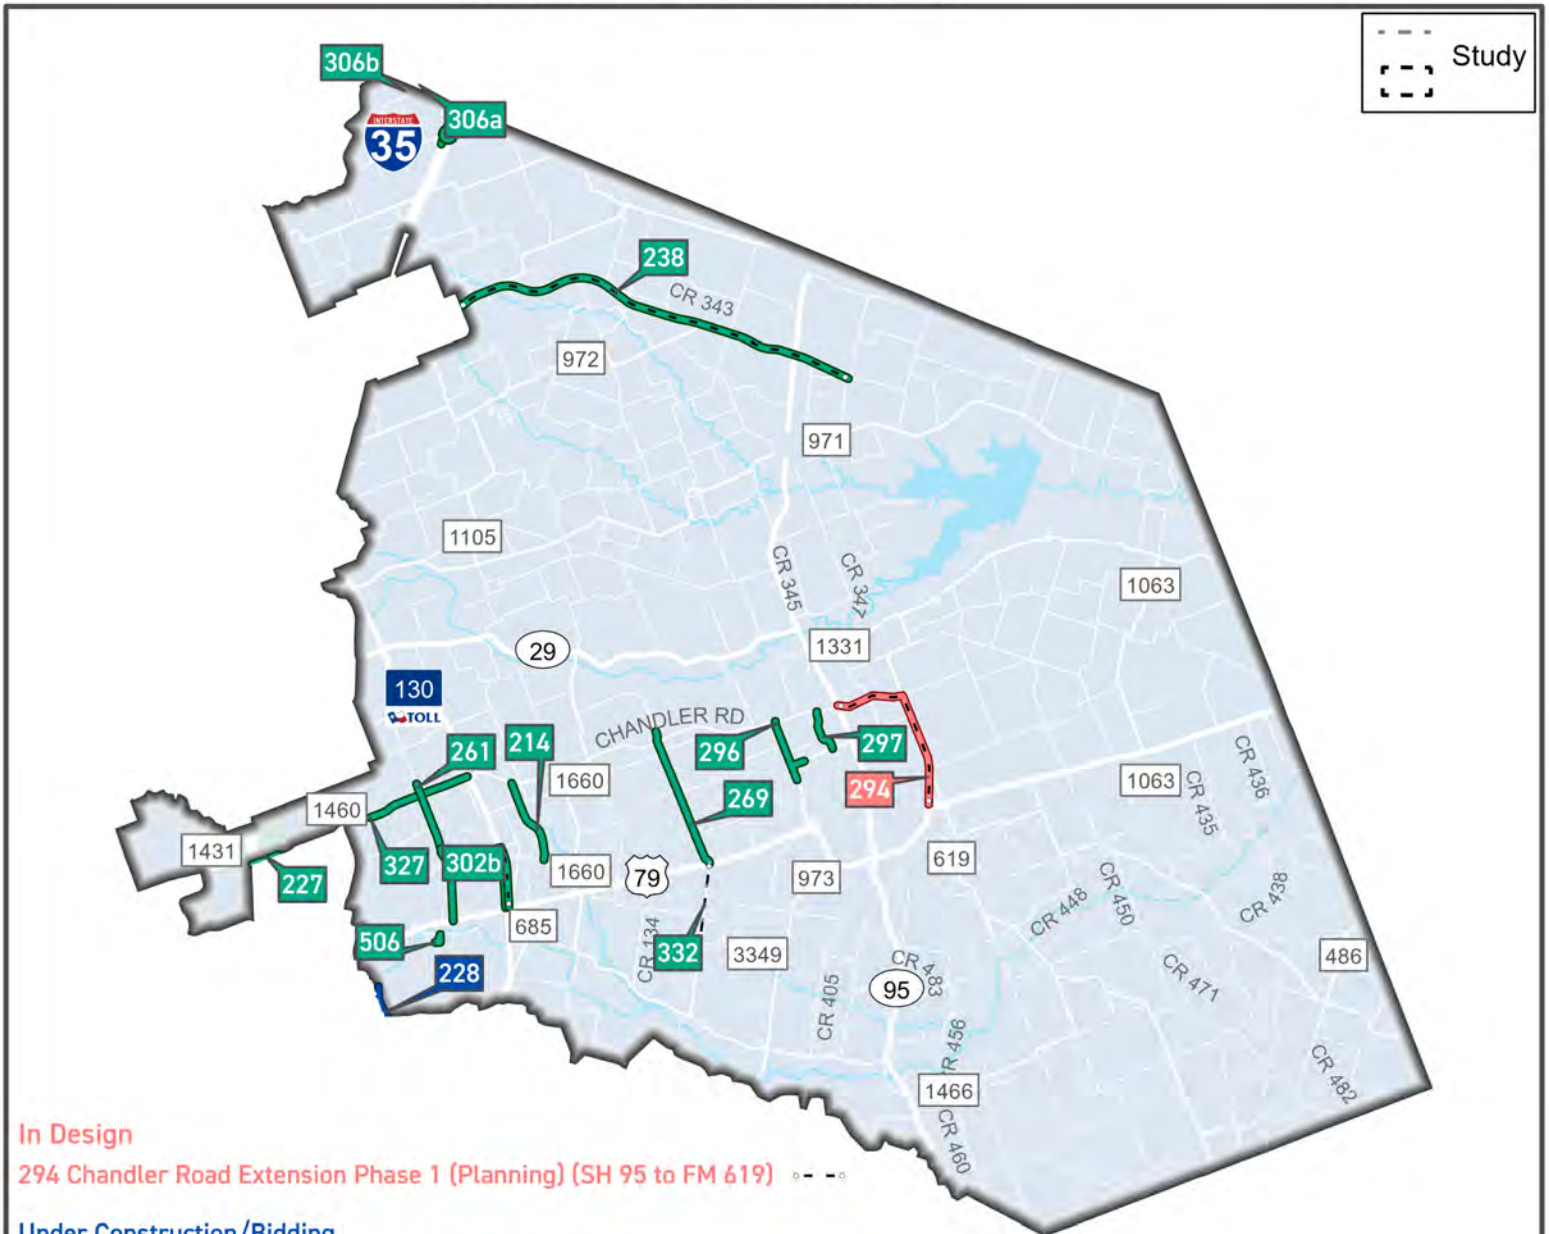 Study
306b
306a
INTERSTATE
35
238
CR 343
972
971
1105
CR 345
CR 347
1063
1331
29
130
TOLL
CHANDLER RD
261
214
1660
296
297
294
1063
CR 436
CR 435
269
1460
1431
227
327
302b
1660
79
973
619
CR 450
CR 438
CR 448
685
506
CR 134
332
3349
CR 483
CR 471
486
228
95
CR 405
CR 456
1466
CR 482
CR 460
In Design
294 Chandler Road Extension Phase 1 (Planning) (SH 95 to FM 619)
Under Construction/Bidding